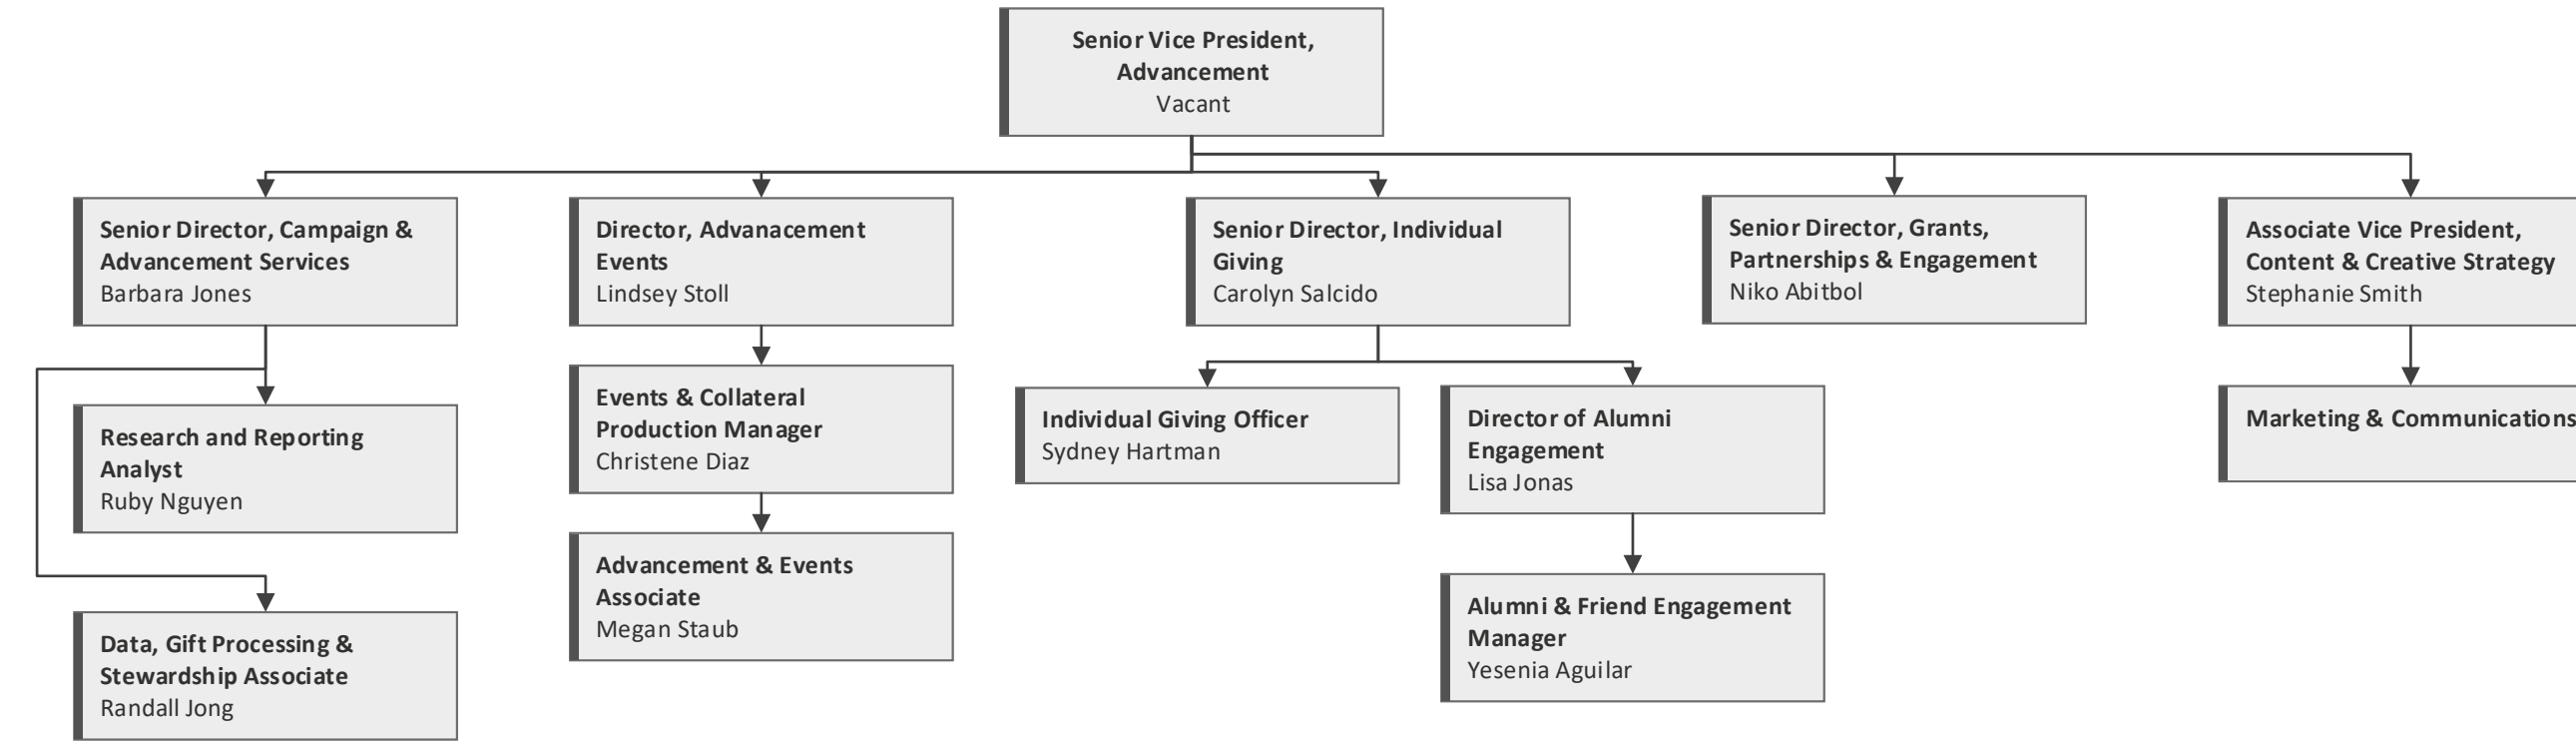 Senior Vice President,
Advancement
Vacant
Senior Director, Campaign &
Advancement Services
Barbara Jones
Director, Advanacement
Events
Lindsey Stoll
Senior Director, Individual
Giving
Carolyn Salcido
Senior Director, Grants,
Partnerships & Engagement
Niko Abitbol
Associate Vice President,
Content & Creative Strategy
Stephanie Smith
Research and Reporting
Analyst
Ruby Nguyen
Events & Collateral
Production Manager
Christene Diaz
Individual Giving Officer
Sydney Hartman
Director of Alumni
Engagement
Lisa Jonas
Marketing & Communications
Advancement & Events
Associate
Megan Staub
Alumni & Friend Engagement
Manager
Yesenia Aguilar
Data, Gift Processing &
Stewardship Associate
Randall Jong